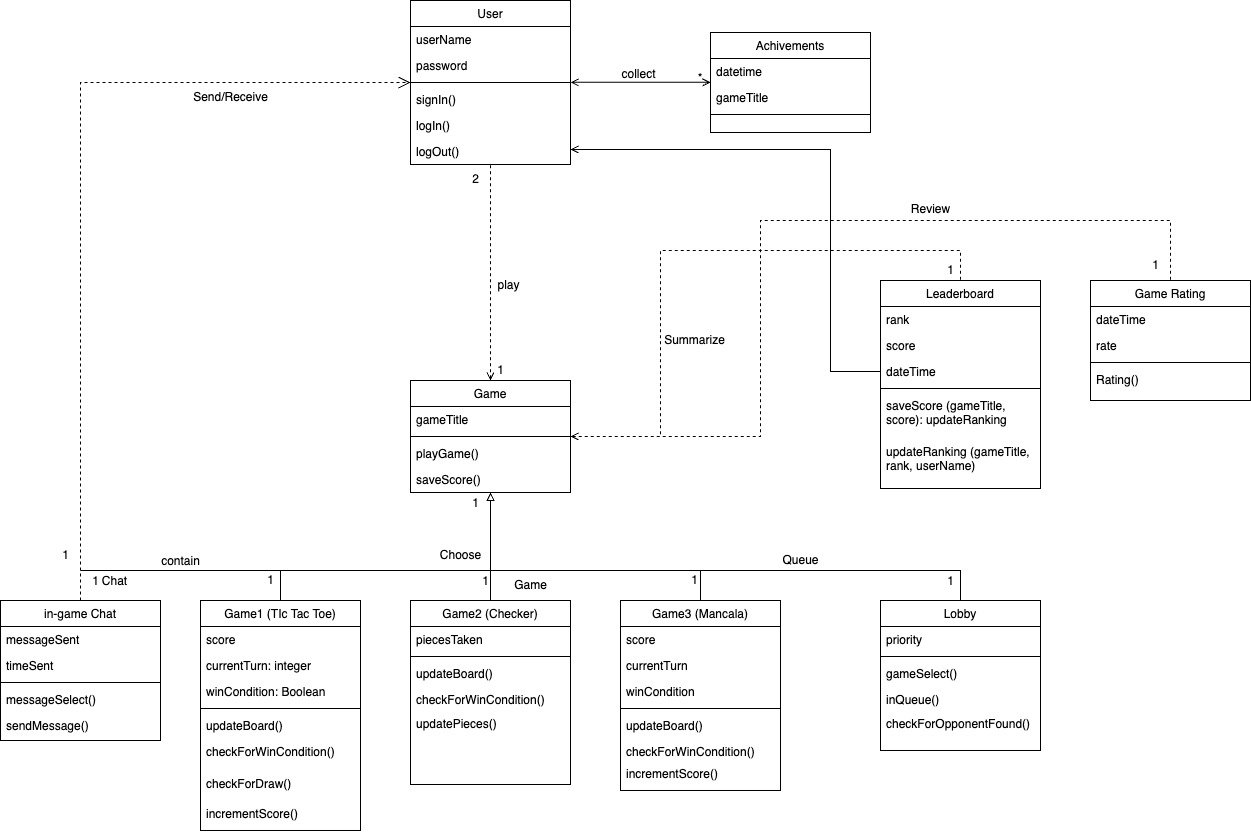 User
userName
password
signIn()
logIn()
logOut()
Achivements
datetime
gameTitle
collect
*
Send/Receive
2
play
1
Review
1
1
Summarize
Leaderboard
rank
score
dateTime
saveScore (gameTitle,
score): updateRanking
updateRanking (gameTitle,
rank, userName)
Game Rating
dateTime
rate
Rating()
Game
gameTitle
playGame()
saveScore()
1
1
contain
Choose
Queue
1 Chat
1
1
Game
1
1
in-game Chat
messageSent
timeSent
messageSelect()
sendMessage()
Game1 (TIc Tac Toe)
score
currentTurn: integer
winCondition: Boolean
updateBoard()
checkForWinCondition()
checkForDraw()
incrementScore()
Game2 (Checker)
piecesTaken
updateBoard()
checkForWinCondition()
updatePieces()
Game3 (Mancala)
score
currentTurn
winCondition
updateBoard()
checkForWinCondition()
incrementScore()
Lobby
priority
gameSelect()
inQueue()
checkForOpponentFound()